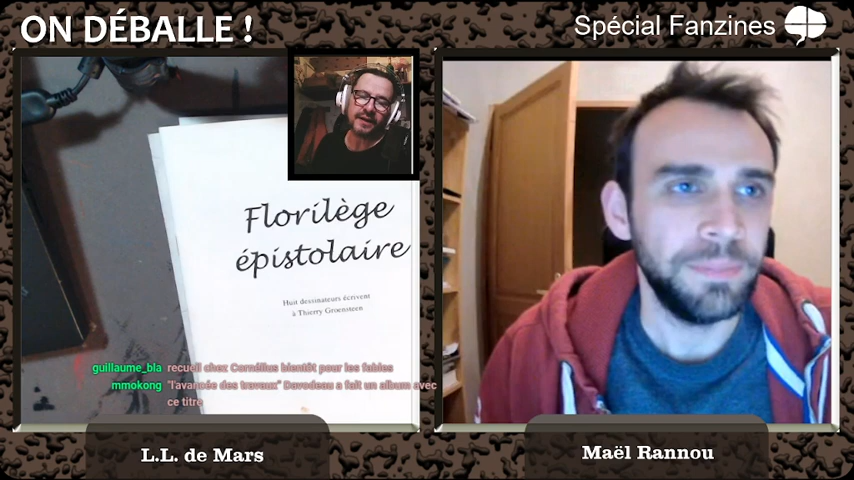 ON DÉBALLE !
Spécial Fanzines
Florilège
épistolaire
Huit dessinateurs écrivent
à Thierry Groensteen
guillaume_bla recueil chez Cornélius bientôt pour les fables
mmokong "l'avancée des travaux" Davodeau a fait un album avec
ce titre
L.L. de Mars
Maël Rannou